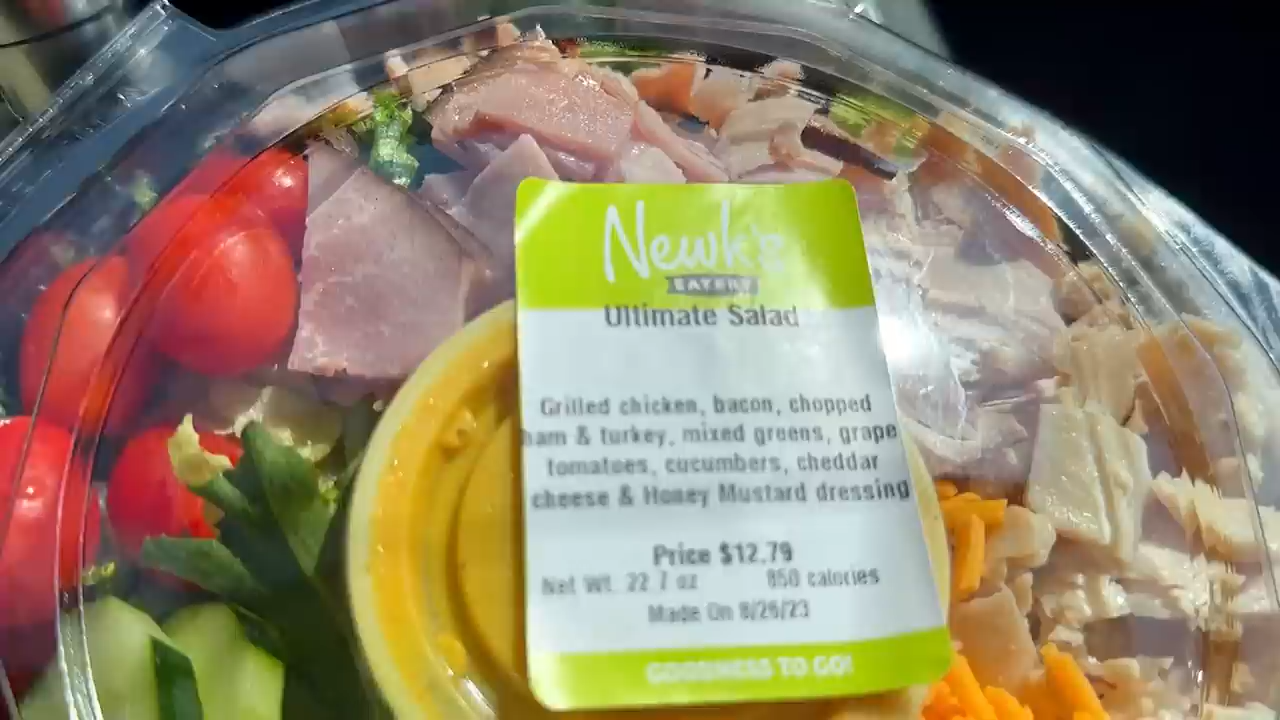 Newk's
EATERY
Ultimate Salad
Grilled chicken, bacon, chopped
ham & turkey, mixed greens, grape
tomatoes, cucumbers, cheddar
cheese & Honey Mustard dressing
Price $12.79
Net Wt. 22.7 oz 850 calories
Made On 8/26/23
GOODNESS TO GO!